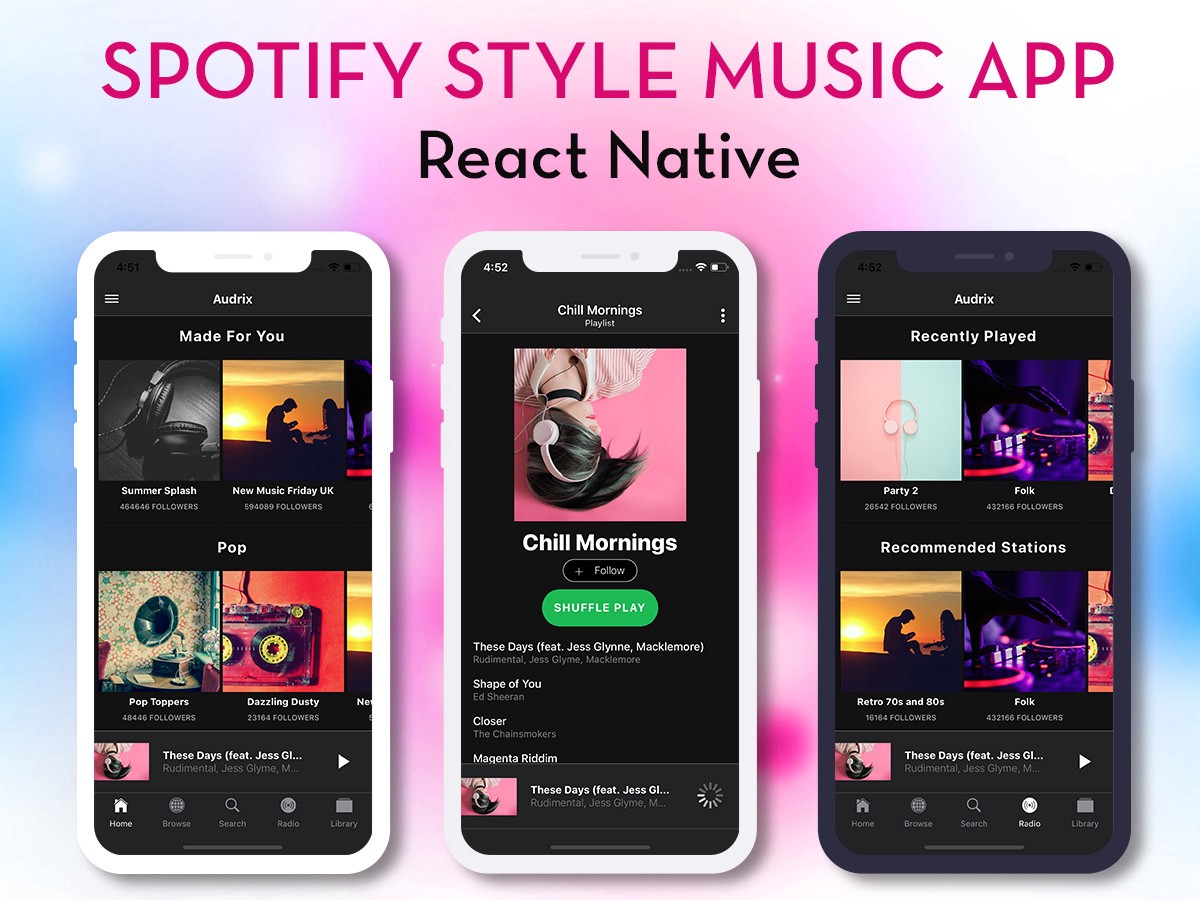 SPOTIFY STYLE MUSIC APP
React Native
4:51
Audrix
Made For You
Summer Splash
464646 FOLLOWERS
New Music Friday UK
594089 FOLLOWERS
Pop
Pop Toppers
48446 FOLLOWERS
Dazzling Dusty
23164 FOLLOWERS
Nev
These Days (feat. Jess Gl...
Rudimental, Jess Glyme, M...
Home
Browse
Search
Radio
Library
4:52
Chill Mornings
Playlist
Chill Mornings
+ Follow
SHUFFLE PLAY
These Days (feat. Jess Glynne, Macklemore)
Rudimental, Jess Glyme, Macklemore
Shape of You
Ed Sheeran
Closer
The Chainsmokers
Magenta Riddim
These Days (feat. Jess Gl...
Rudimental, Jess Glyme, M...
4:52
Audrix
Recently Played
Party 2
26542 FOLLOWERS
Folk
432166 FOLLOWERS
Recommended Stations
Retro 70s and 80s
16164 FOLLOWERS
Folk
432166 FOLLOWERS
These Days (feat. Jess Gl...
Rudimental, Jess Glyme, M...
Home
Browse
Search
Radio
Library